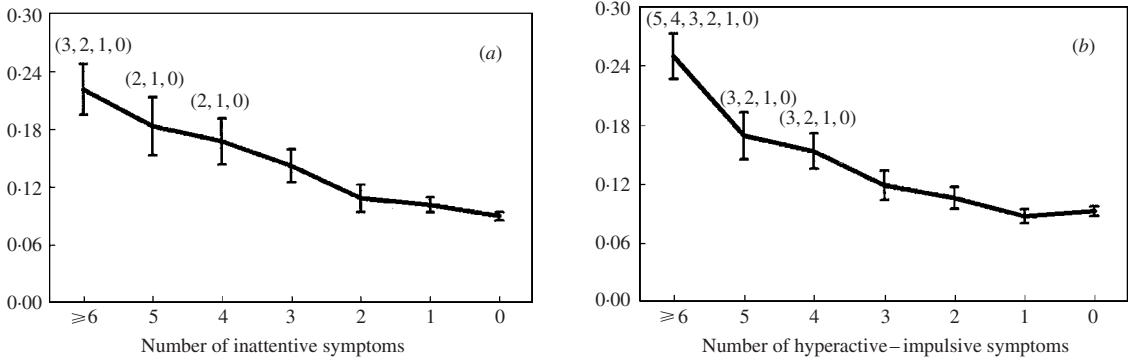 0·30
(3, 2, 1, 0)
(a)
0·24
(2, 1, 0)
(2, 1, 0)
0·18
0·12
0·06
0·00
⩾6 5 4 3 2 1 0
Number of inattentive symptoms
0·30
(5, 4, 3, 2, 1, 0)
(b)
0·24
(3, 2, 1, 0)
(3, 2, 1, 0)
0·18
0·12
0·06
0·00
⩾6 5 4 3 2 1 0
Number of hyperactive–impulsive symptoms